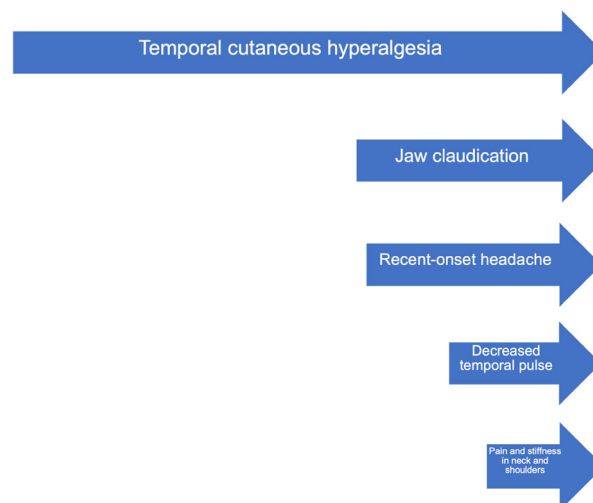 Temporal cutaneous hyperalgesia
Jaw claudication
Recent-onset headache
Decreased
temporal pulse
Pain and stiffness
in neck and
shoulders